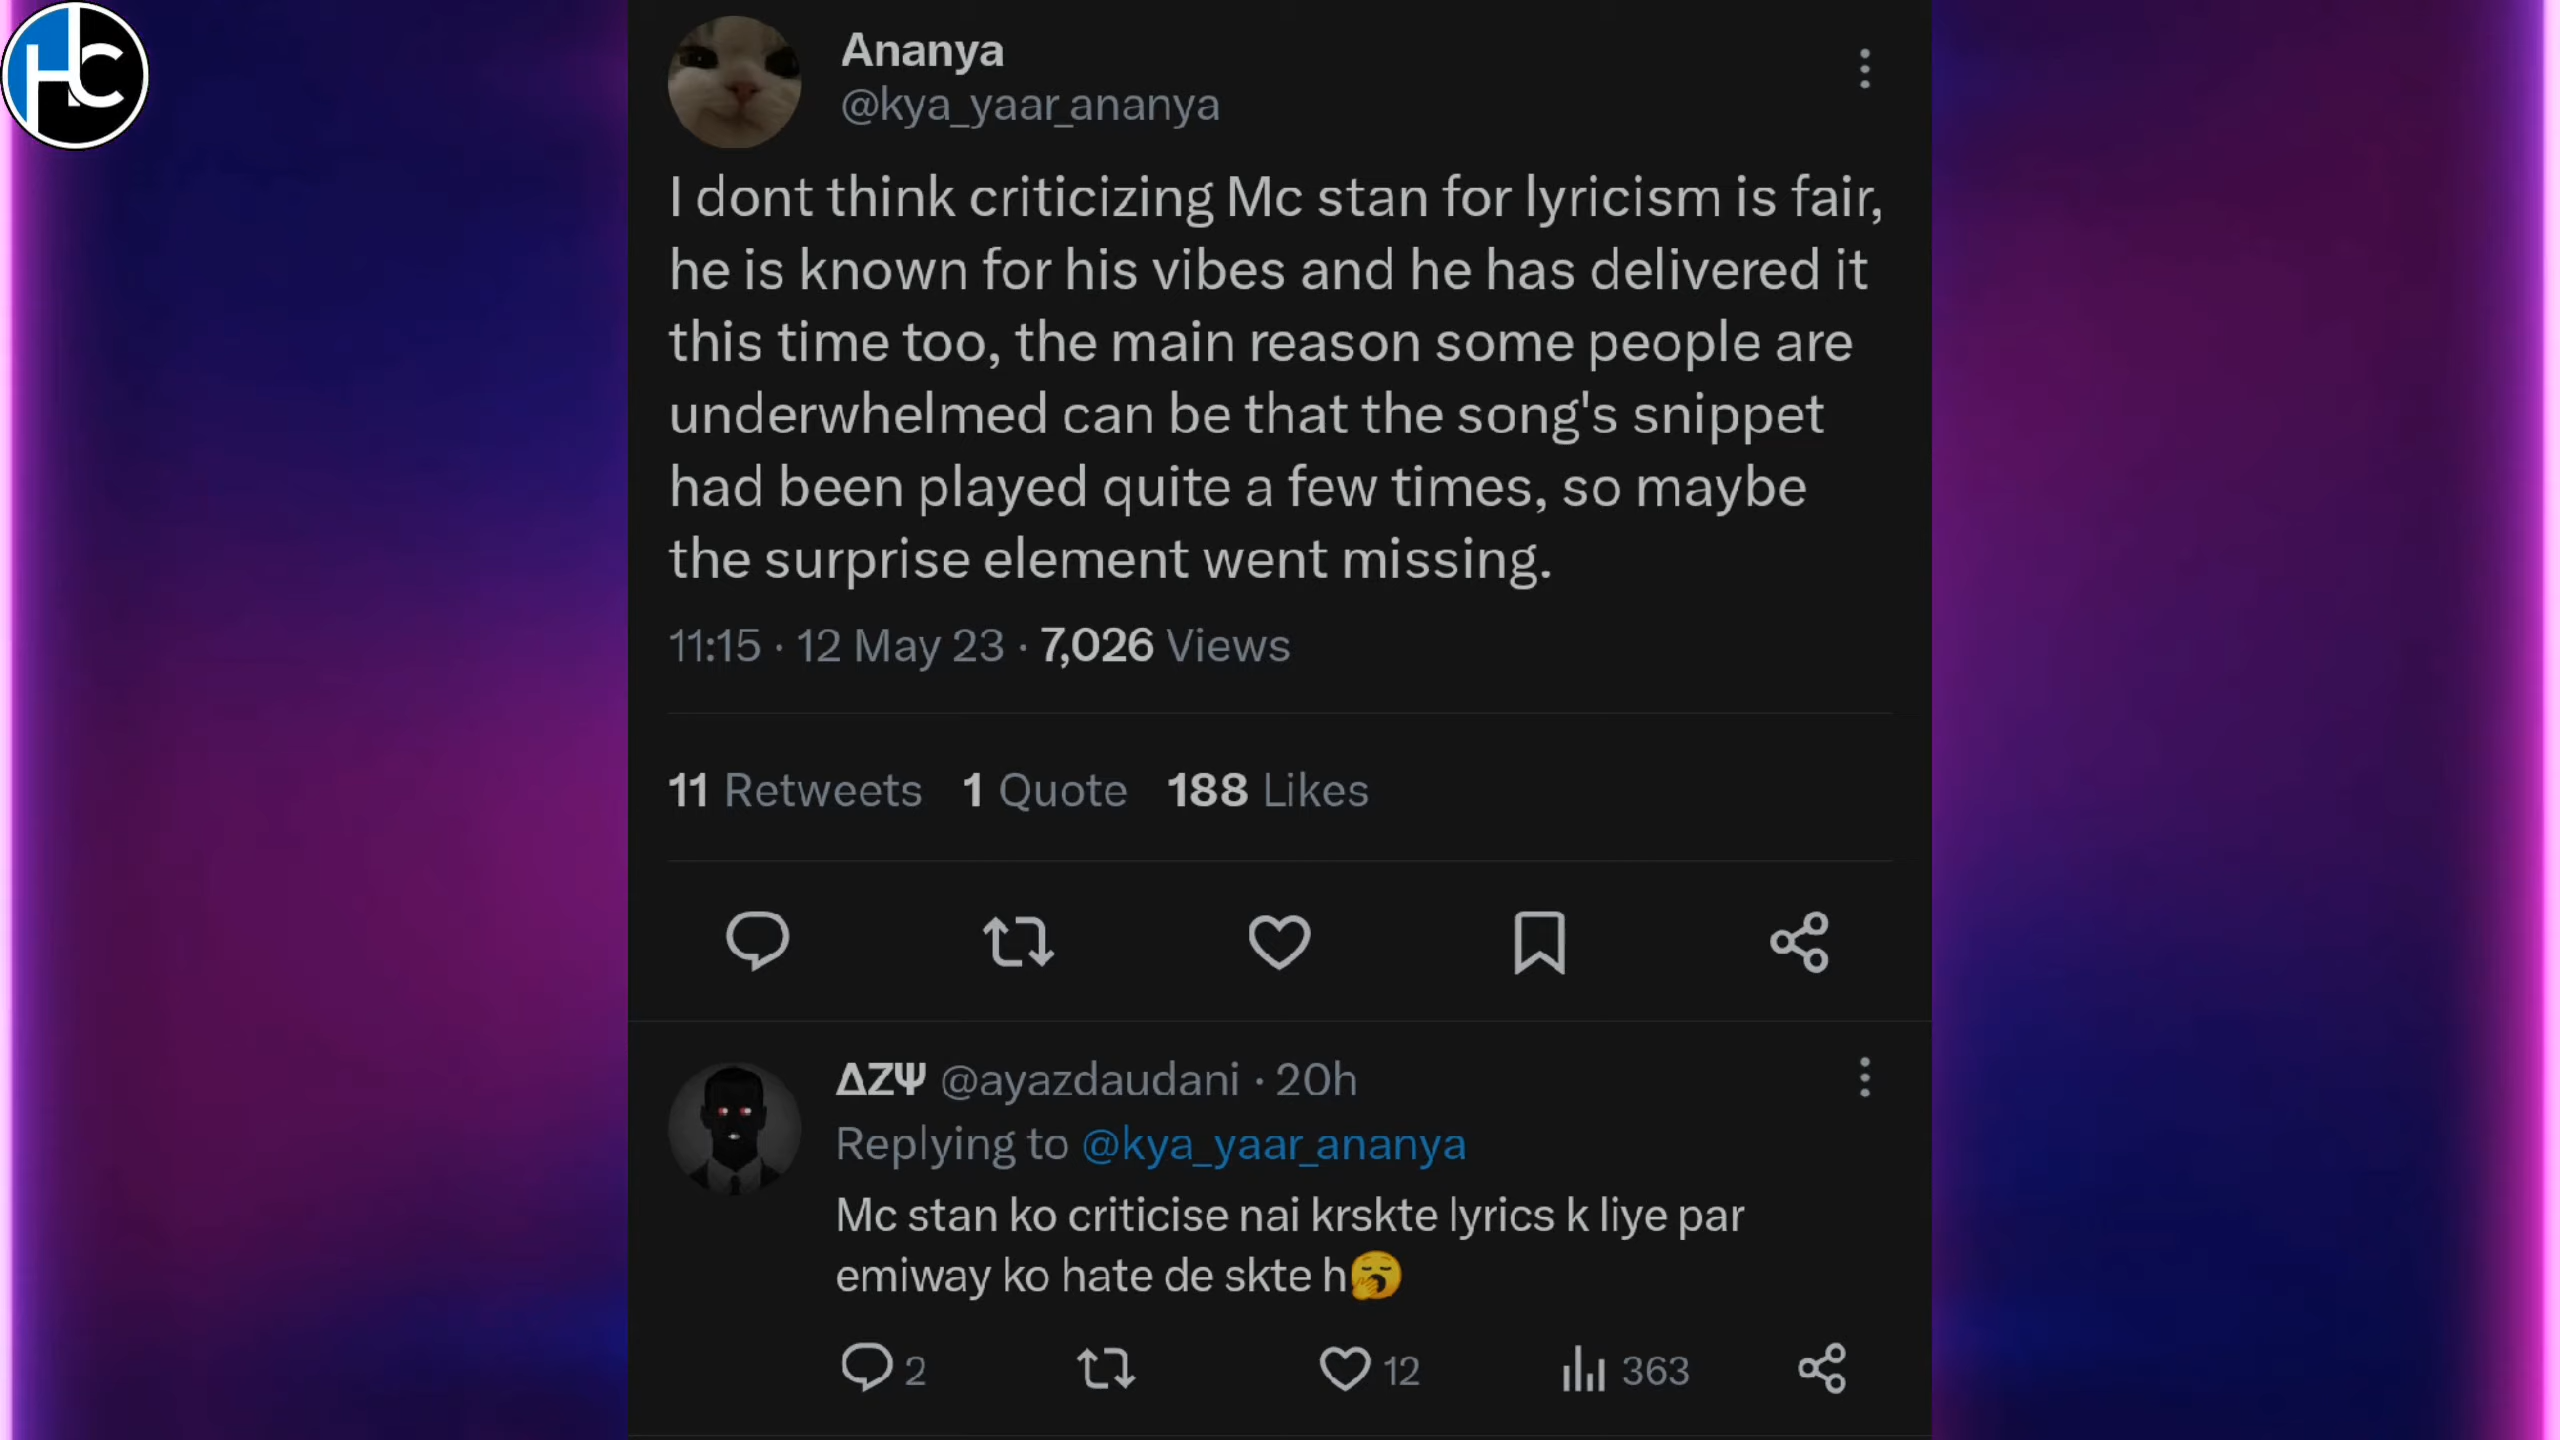 HC
Ananya
@kya_yaar_ananya
I dont think criticizing Mc stan for lyricism is fair,
he is known for his vibes and he has delivered it
this time too, the main reason some people are
underwhelmed can be that the song's snippet
had been played quite a few times, so maybe
the surprise element went missing.
11:15 · 12 May 23 · 7,026 Views
11 Retweets 1 Quote 188 Likes
ΔZΨ @ayazdaudani · 20h
Replying to @kya_yaar_ananya
Mc stan ko criticise nai krskte lyrics k liye par
emiway ko hate de skte h🥱
2 12 363